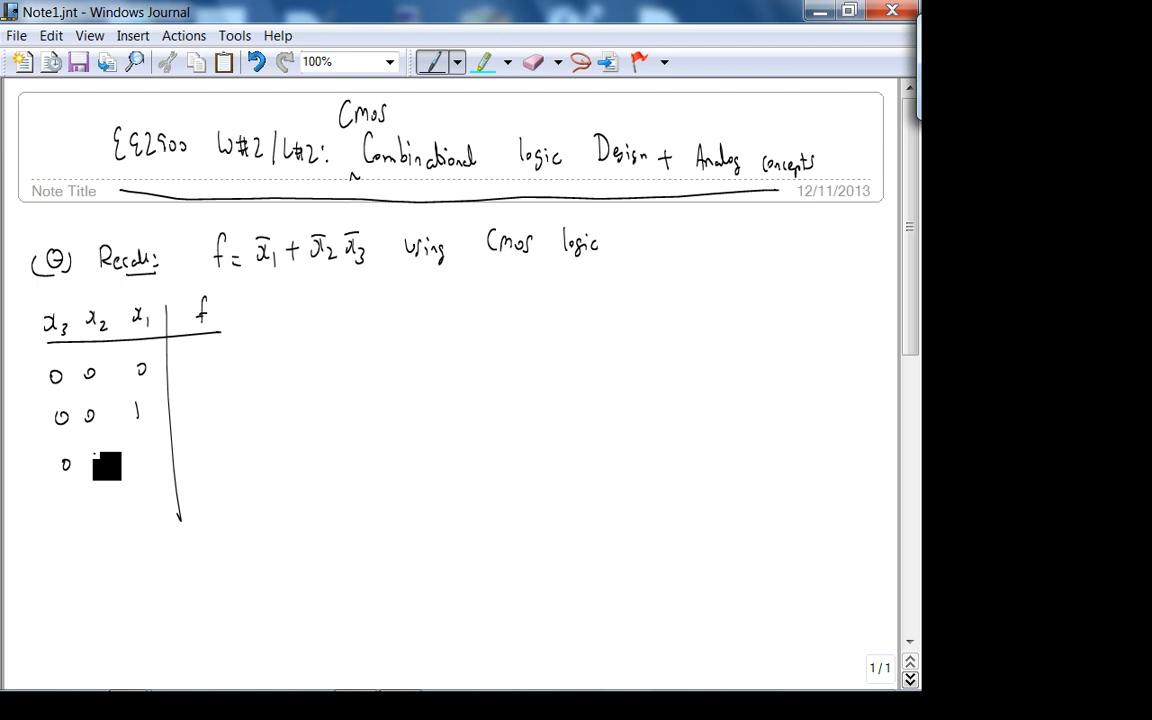 Note1.jnt - Windows Journal
File Edit View Insert Actions Tools Help
100%
CMOS
EE2900 W#2/L#2: Combinational logic Design + Analog concepts
Note Title
12/11/2013
Recall: f = x̄₁ + x̄₂ x̄₃ using CMOS logic
x₃ x₂ x₁ f
0 0 0
0 0 1
0
1 / 1